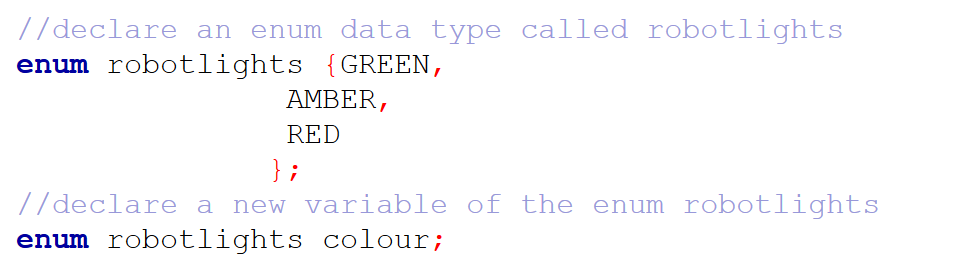 //declare an enum data type called robotlights
enum robotlights {GREEN,
AMBER,
RED
};
//declare a new variable of the enum robotlights
enum robotlights colour;